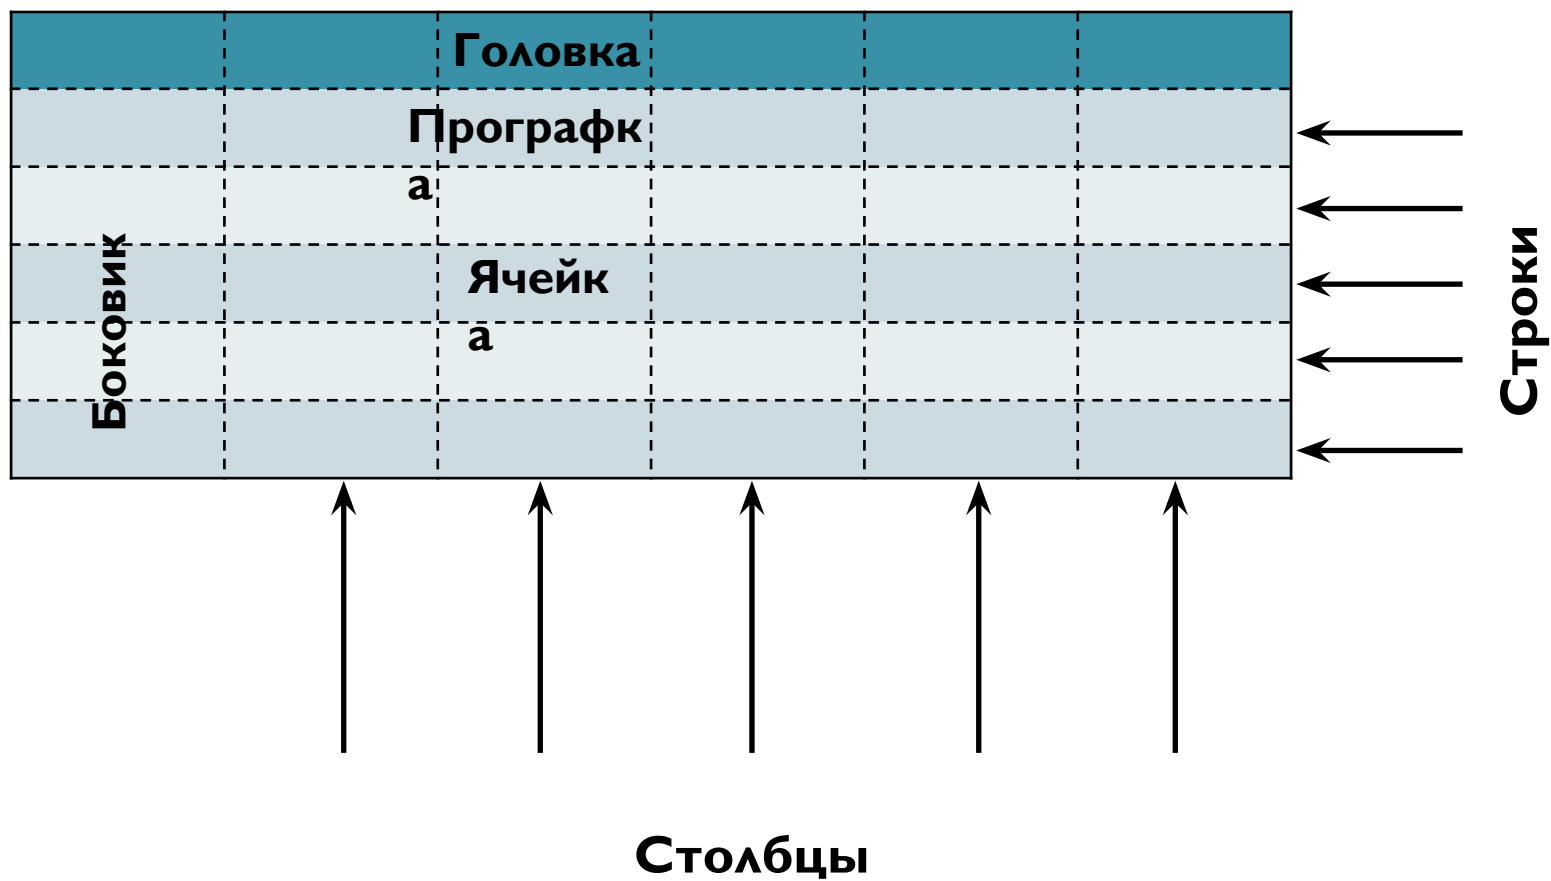 Головка
Прографк
а
Ячейк
а
Боковик
Строки
Столбцы